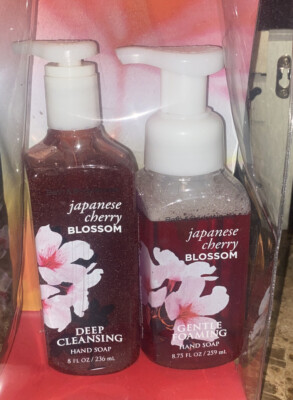 japanese
cherry
BLOSSOM
DEEP
CLEANSING
HAND SOAP
8 FL OZ / 236 mL
japanese
cherry
BLOSSOM
GENTLE
FOAMING
HAND SOAP
8.75 FL OZ / 259 mL